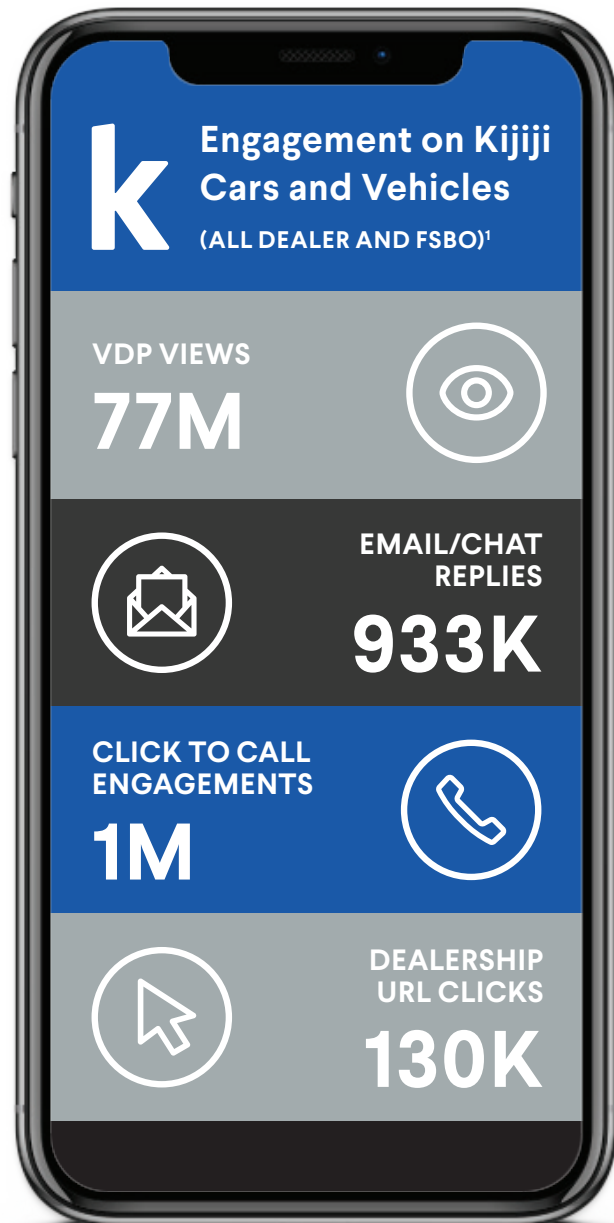 k
Engagement on Kijiji
Cars and Vehicles
(ALL DEALER AND FSBO)¹
VDP VIEWS
77M
EMAIL/CHAT
REPLIES
933K
CLICK TO CALL
ENGAGEMENTS
1M
DEALERSHIP
URL CLICKS
130K